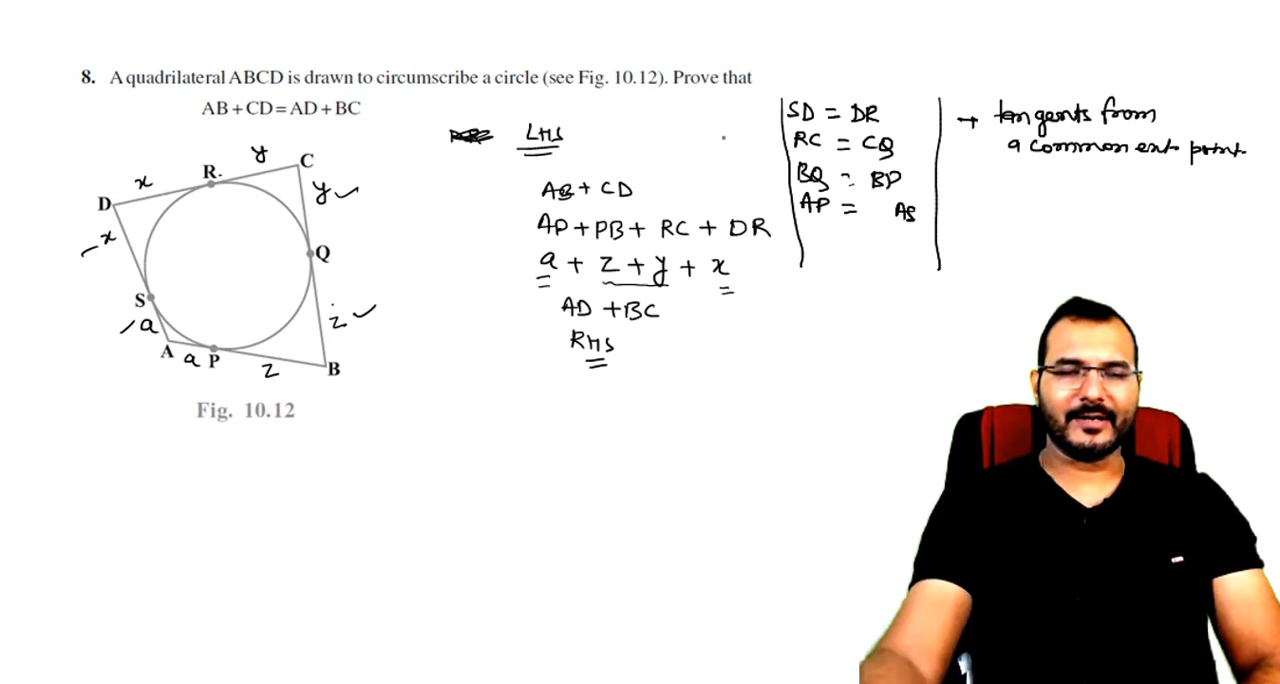 8. A quadrilateral ABCD is drawn to circumscribe a circle (see Fig. 10.12). Prove that
AB + CD = AD + BC
LHS
AB + CD
AP + PB + RC + DR
a + z + y + x
AD + BC
RHS
SD = DR
RC = CQ
BQ = BP
AP = AS
→ tangents from
a common ext point
y
C
R
x
y
D
x
Q
S
a
z
A
a
P
z
B
Fig. 10.12